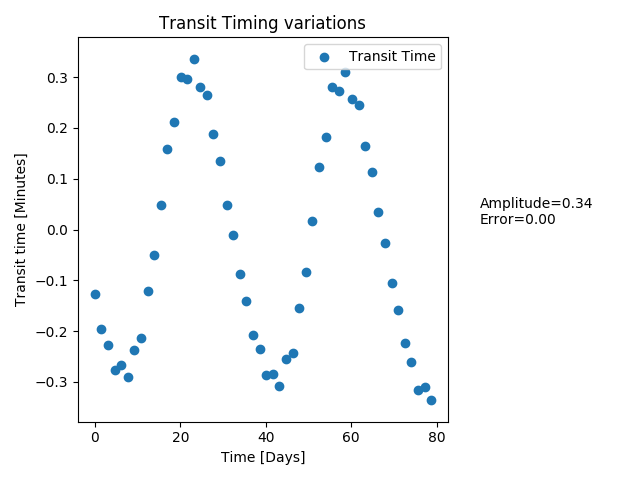 Transit Timing variations
Transit Time
0.3
0.2
0.1
0.0
−0.1
−0.2
−0.3
Transit time [Minutes]
0
20
40
60
80
Time [Days]
Amplitude=0.34
Error=0.00